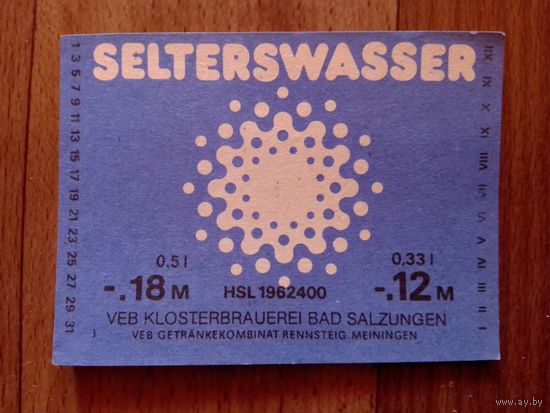 SELTERSWASSER
1 3 5 7 9 11 13 15 17 19 21 23 25 27 29 31
XII XI X IX VIII VII VI V IV III II I
0,5 l
-.18 M
HSL 1962400
0,33 l
-.12 M
VEB KLOSTERBRAUEREI BAD SALZUNGEN
VEB GETRÄNKEKOMBINAT RENNSTEIG MEININGEN
www.ay.by